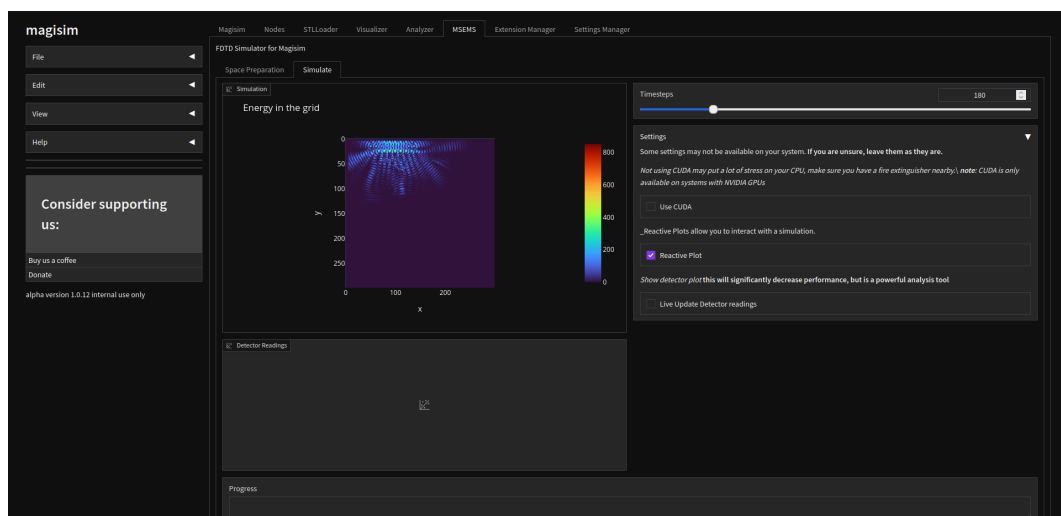 magisim
File
Edit
View
Help
Consider supporting
us:
Buy us a coffee
Donate
alpha version 1.0.12 internal use only
Magisim Nodes STLLoader Visualizer Analyzer MSEMS Extension Manager Settings Manager
FDTD Simulator for Magisim
Space Preparation Simulate
Simulation
Energy in the grid
0
50
100
150
200
250
y
0 100 200
x
800
600
400
200
0
Detector Readings
Progress
Timesteps 180
Settings
Some settings may not be available on your system. If you are unsure, leave them as they are.
Not using CUDA may put a lot of stress on your CPU, make sure you have a fire extinguisher nearby.\ note: CUDA is only
available on systems with NVIDIA GPUs
Use CUDA
_Reactive Plots allow you to interact with a simulation.
Reactive Plot
Show detector plot this will significantly decrease performance, but is a powerful analysis tool
Live Update Detector readings